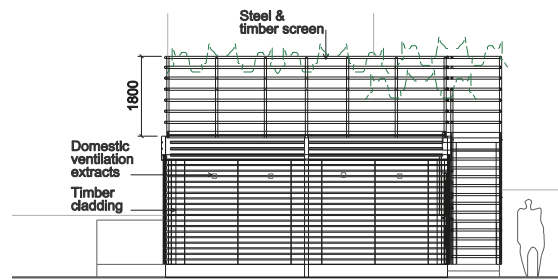 Steel &
timber screen
1800
Domestic
ventilation
extracts
Timber
cladding